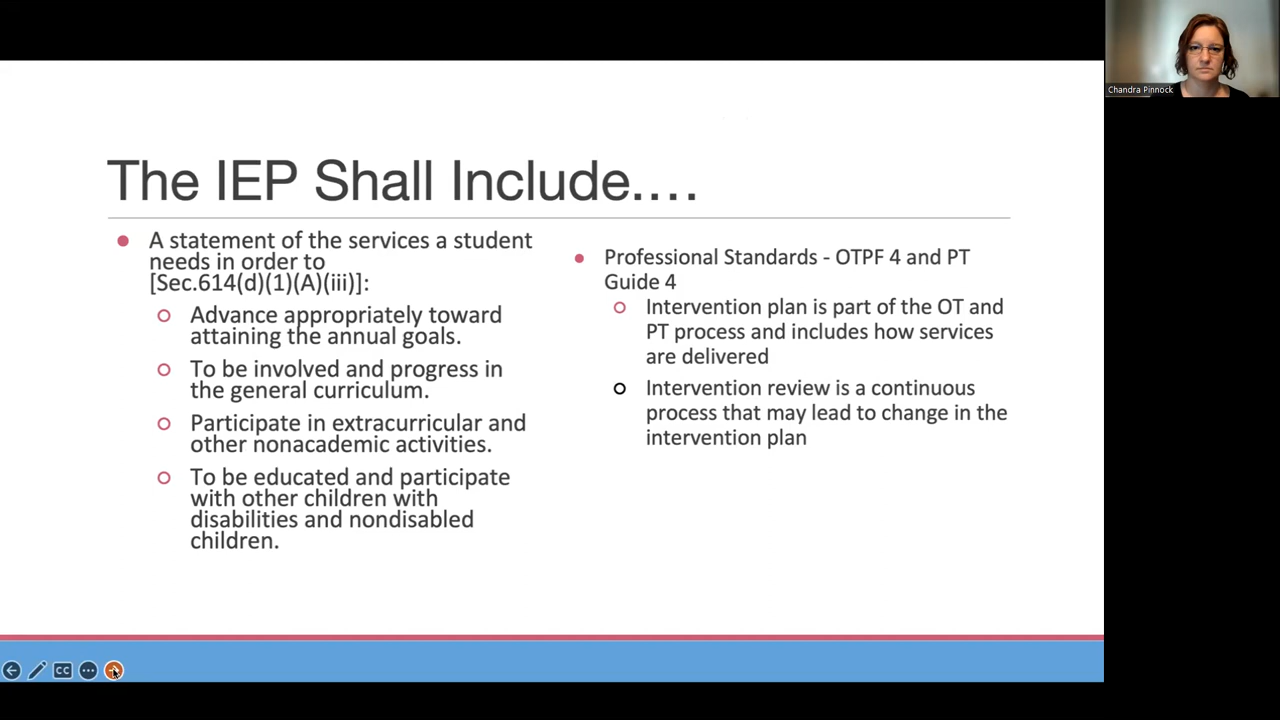 The IEP Shall Include....
A statement of the services a student
needs in order to
[Sec.614(d)(1)(A)(iii)]:
Advance appropriately toward
attaining the annual goals.
To be involved and progress in
the general curriculum.
Participate in extracurricular and
other nonacademic activities.
To be educated and participate
with other children with
disabilities and nondisabled
children.
Professional Standards - OTPF 4 and PT
Guide 4
Intervention plan is part of the OT and
PT process and includes how services
are delivered
Intervention review is a continuous
process that may lead to change in the
intervention plan
Chandra Pinnock
CC